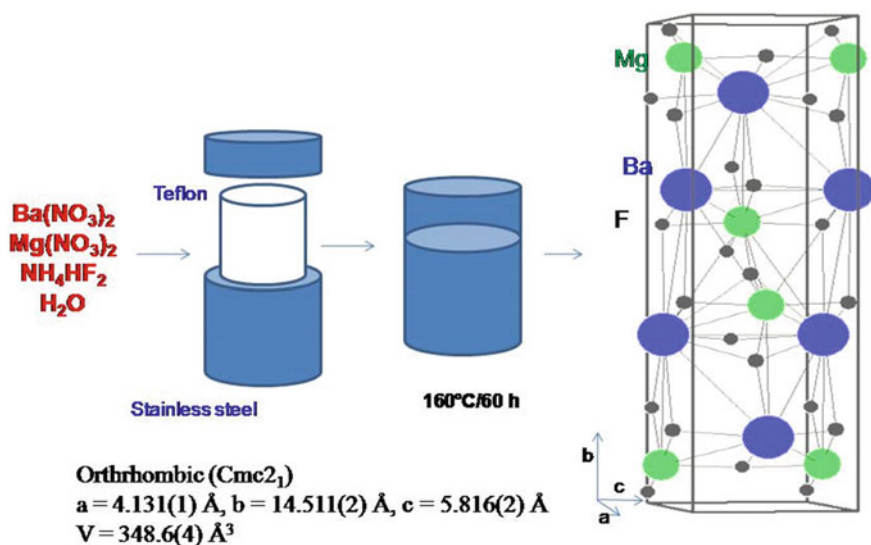 Ba(NO₃)₂
Mg(NO₃)₂
NH₄HF₂
H₂O
Teflon
Stainless steel
160°C/60 h
Mg
Ba
F
b
c
a
Orthrhombic (Cmc2₁)
a = 4.131(1) Å, b = 14.511(2) Å, c = 5.816(2) Å
V = 348.6(4) Å³